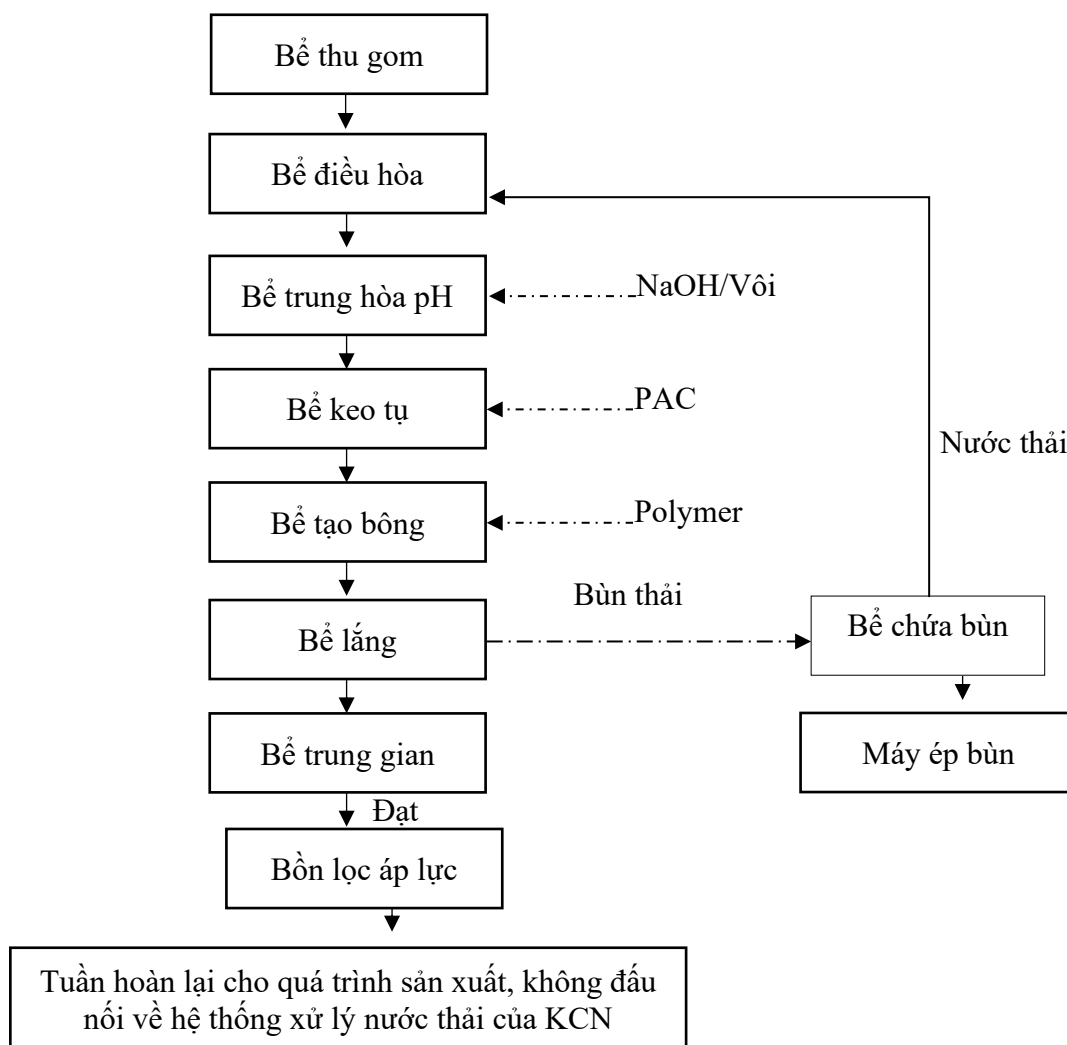 Bể thu gom
Bể điều hòa
Bể trung hòa pH
NaOH/Vôi
Bể keo tụ
PAC
Nước thải
Bể tạo bông
Polymer
Bùn thải
Bể lắng
Bể chứa bùn
Bể trung gian
Máy ép bùn
Đạt
Bồn lọc áp lực
Tuần hoàn lại cho quá trình sản xuất, không đấu
nối về hệ thống xử lý nước thải của KCN